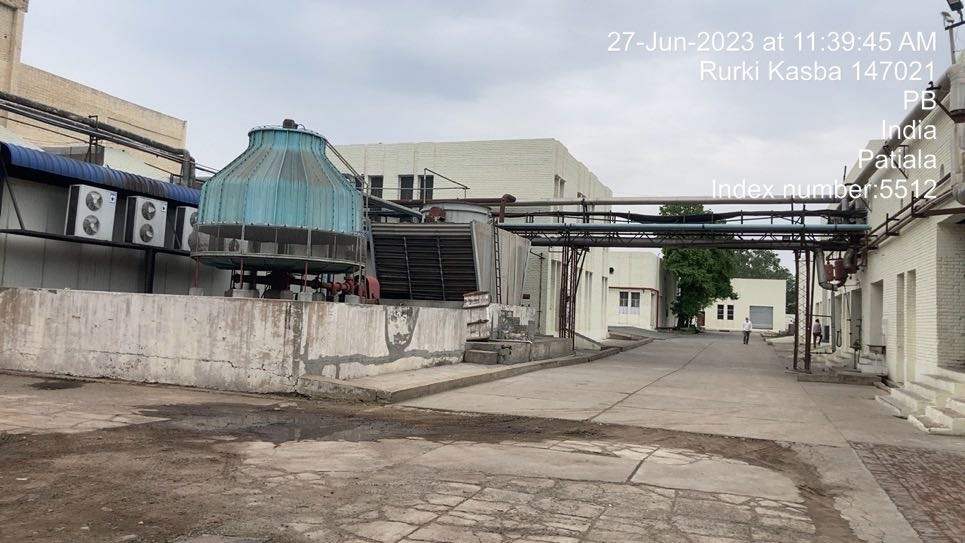 27-Jun-2023 at 11:39:45 AM
Rurki Kasba 147021
PB
India
Patiala
Index number:5512